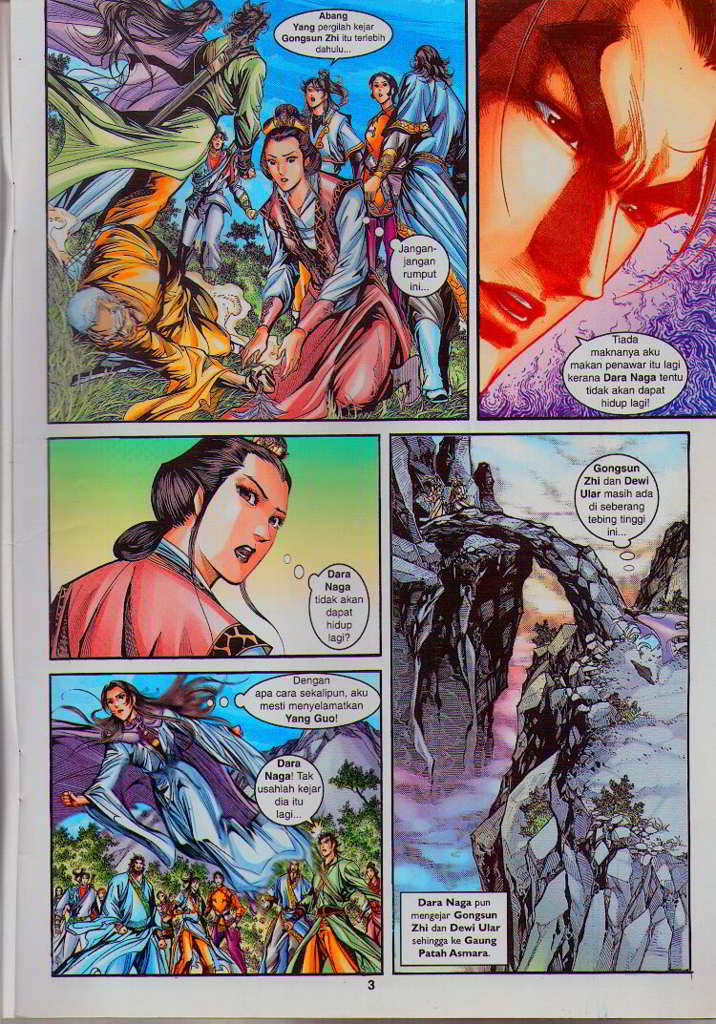 Abang
Yang pergilah kejar
Gongsun Zhi itu terlebih
dahulu...
Jangan-
jangan
rumput
ini...
Tiada
maknanya aku
makan penawar itu lagi
kerana Dara Naga tentu
tidak akan dapat
hidup lagi!
Dara
Naga
tidak akan
dapat
hidup
lagi?
Gongsun
Zhi dan Dewi
Ular masih ada
di seberang
tebing tinggi
ini...
Dengan
apa cara sekalipun, aku
mesti menyelamatkan
Yang Guo!
Dara
Naga! Tak
usahlah kejar
dia itu
lagi...
Dara Naga pun
mengejar Gongsun
Zhi dan Dewi Ular
sehingga ke Gaung
Patah Asmara.
3